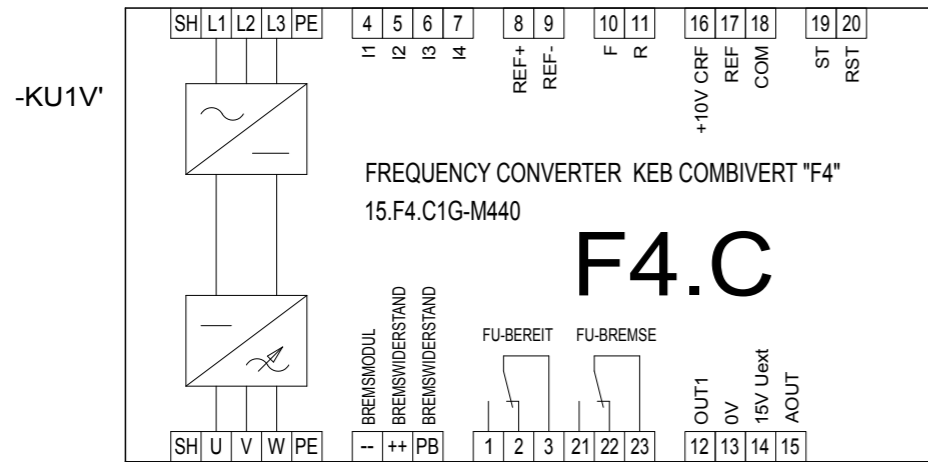 SH L1 L2 L3 PE 4 5 6 7 8 9 10 11 16 17 18 19 20
I1 I2 I3 I4 REF+ REF- F R +10V CRF REF COM ST RST
-KU1V'
FREQUENCY CONVERTER KEB COMBIVERT "F4"
15.F4.C1G-M440
F4.C
BREMSMODUL
BREMSWIDERSTAND
BREMSWIDERSTAND
FU-BEREIT FU-BREMSE
OUT1 0V 15V Uext AOUT
SH U V W PE -- ++ PB 1 2 3 21 22 23 12 13 14 15